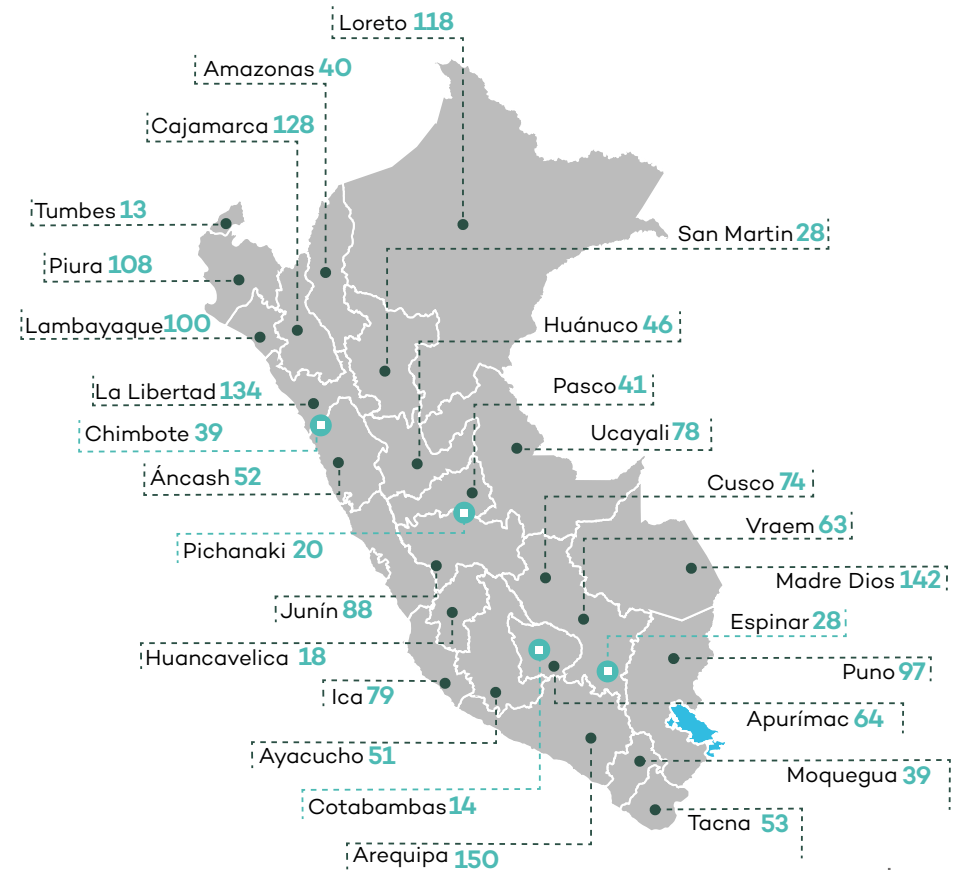 Loreto 118
Amazonas 40
Cajamarca 128
Tumbes 13
San Martin 28
Piura 108
Lambayaque 100
Huánuco 46
La Libertad 134
Pasco 41
Chimbote 39
Ucayali 78
Áncash 52
Cusco 74
Vraem 63
Pichanaki 20
Madre Dios 142
Junín 88
Espinar 28
Huancavelica 18
Puno 97
Ica 79
Apurímac 64
Ayacucho 51
Moquegua 39
Cotabambas 14
Tacna 53
Arequipa 150